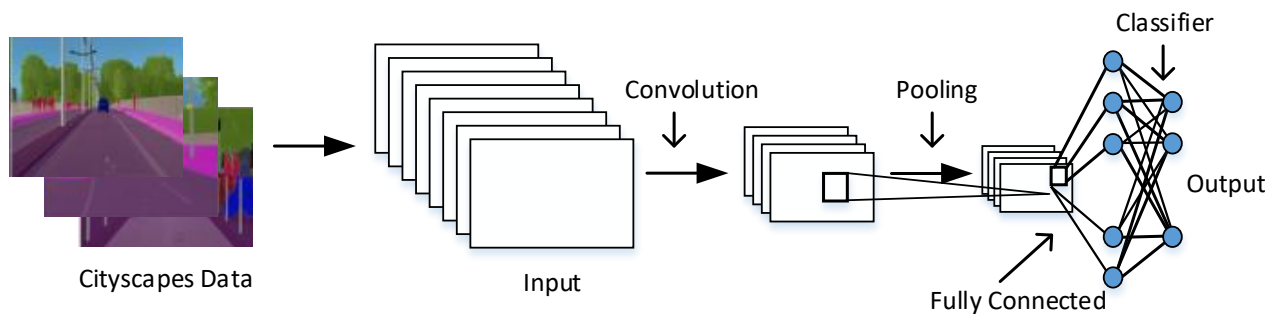 Classifier
Convolution
Pooling
Output
Cityscapes Data
Input
Fully Connected